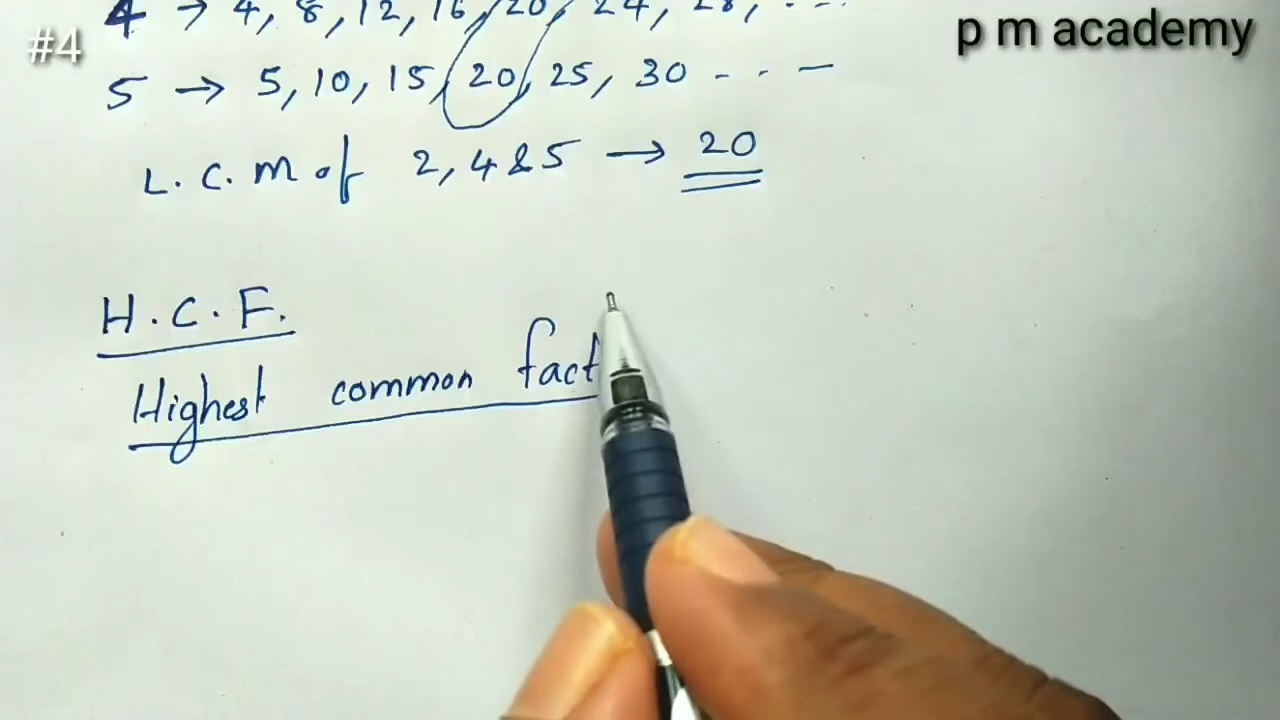 4 → 4, 8, 12, 16, 20, 24, 28, . . .
#4
p m academy
5 → 5, 10, 15, 20, 25, 30 - - -
L.C.M of 2, 4 & 5 → 20
H.C.F.
Highest common fact